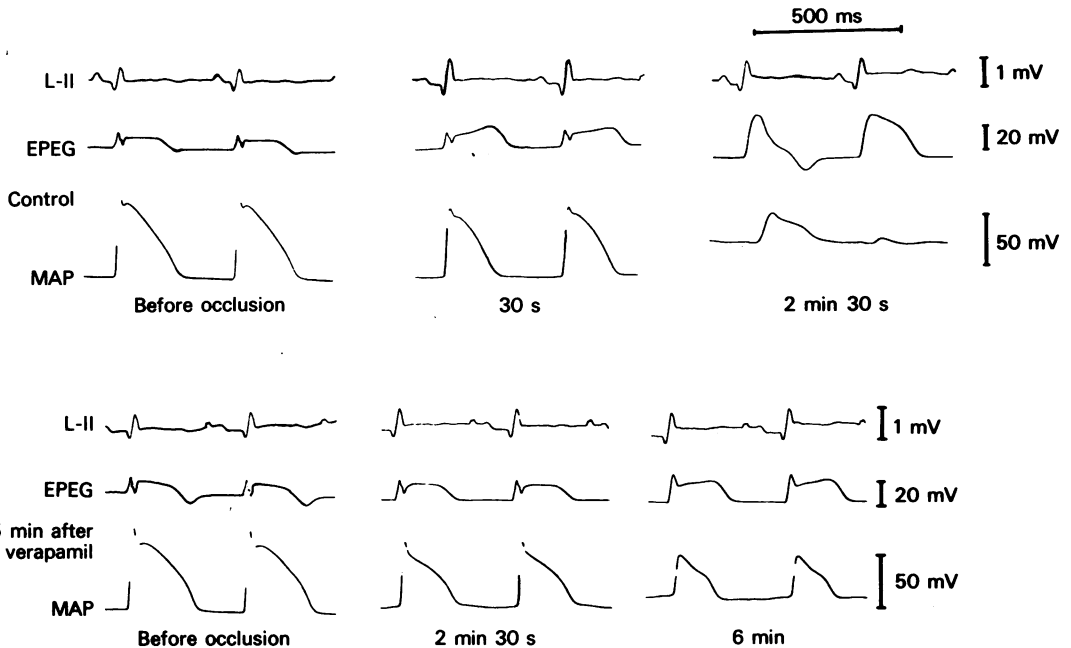 500 ms
L-II
1 mV
EPEG
20 mV
Control
MAP
50 mV
Before occlusion
30 s
2 min 30 s
L-II
1 mV
EPEG
20 mV
min after
verapamil
MAP
50 mV
Before occlusion
2 min 30 s
6 min